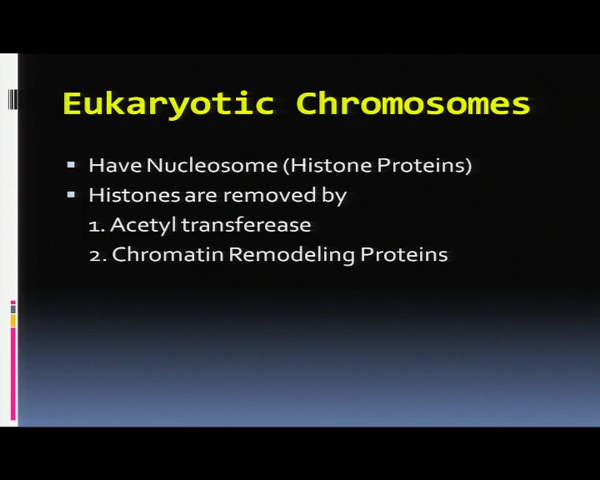 Eukaryotic Chromosomes
▪ Have Nucleosome (Histone Proteins)
▪ Histones are removed by
1. Acetyl transferease
2. Chromatin Remodeling Proteins